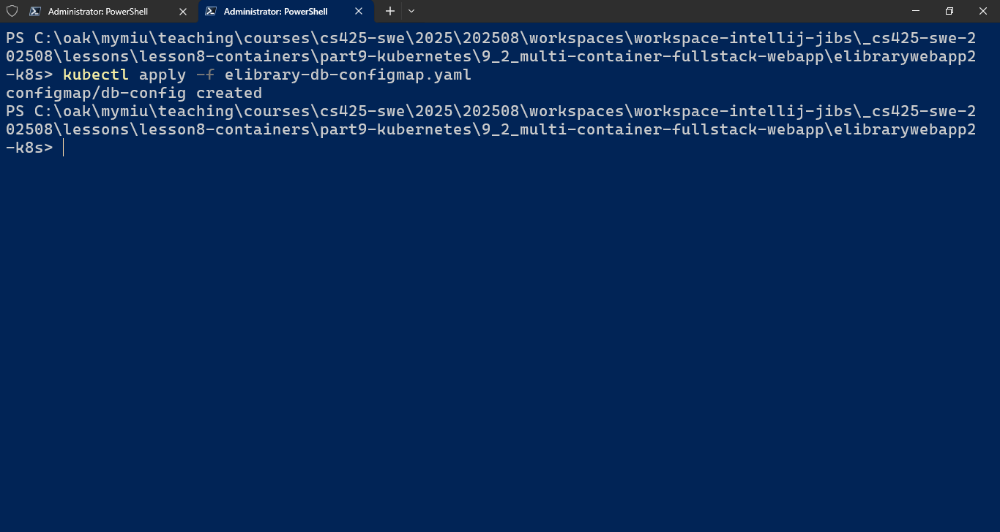 Administrator: PowerShell
Administrator: PowerShell
PS C:\oak\mymiu\teaching\courses\cs425-swe\2025\202508\workspaces\workspace-intellij-jibs\_cs425-swe-2
02508\lessons\lesson8-containers\part9-kubernetes\9_2_multi-container-fullstack-webapp\elibrarywebapp2
-k8s> kubectl apply -f elibrary-db-configmap.yaml
configmap/db-config created
PS C:\oak\mymiu\teaching\courses\cs425-swe\2025\202508\workspaces\workspace-intellij-jibs\_cs425-swe-2
02508\lessons\lesson8-containers\part9-kubernetes\9_2_multi-container-fullstack-webapp\elibrarywebapp2
-k8s>